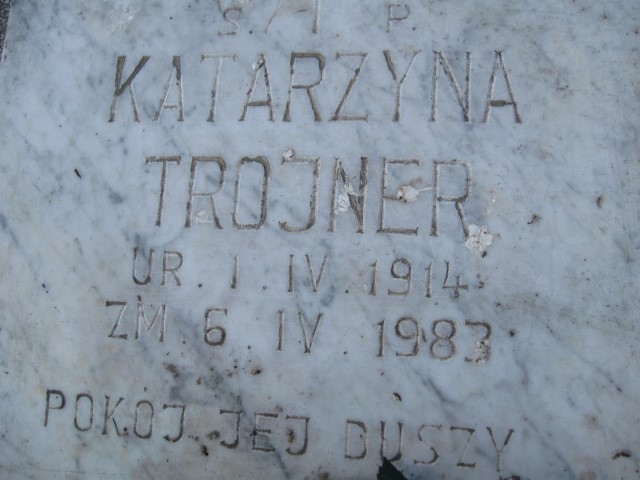 S. P.
KATARZYNA
TROJNER
UR. 1. IV. 1914
ZM 6 IV 1983
POKÓJ JEJ DUSZY